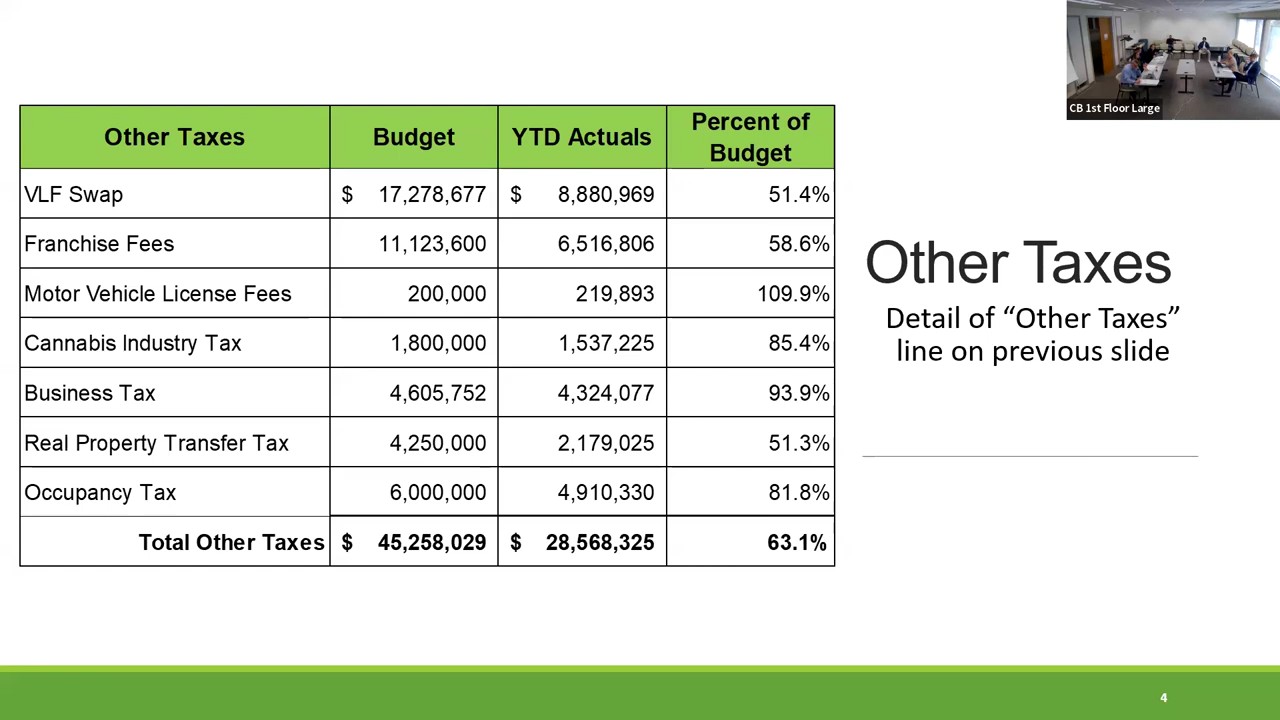 CB 1st Floor Large
Other Taxes Budget YTD Actuals Percent of Budget
VLF Swap $ 17,278,677 $ 8,880,969 51.4%
Franchise Fees 11,123,600 6,516,806 58.6%
Motor Vehicle License Fees 200,000 219,893 109.9%
Cannabis Industry Tax 1,800,000 1,537,225 85.4%
Business Tax 4,605,752 4,324,077 93.9%
Real Property Transfer Tax 4,250,000 2,179,025 51.3%
Occupancy Tax 6,000,000 4,910,330 81.8%
Total Other Taxes $ 45,258,029 $ 28,568,325 63.1%
Other Taxes
Detail of “Other Taxes”
line on previous slide
4